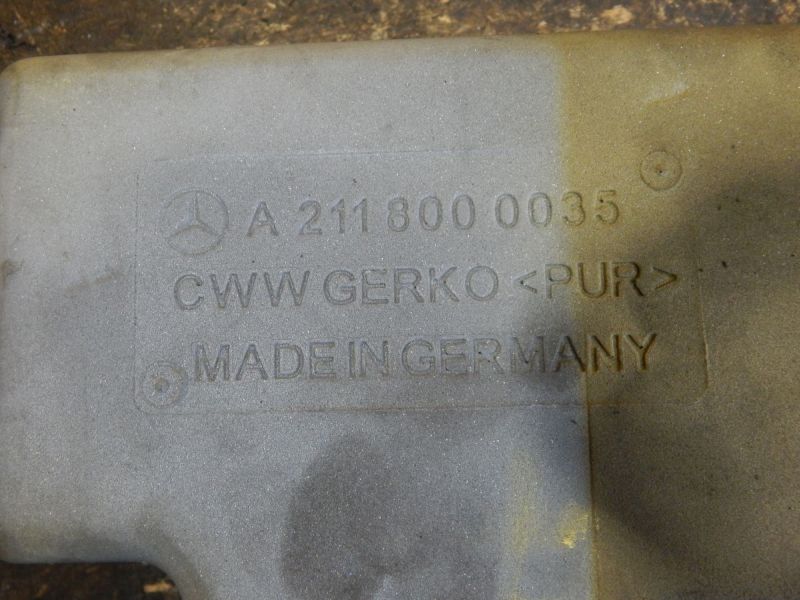 A 211 800 0035
CWW GERKO <PUR>
MADE IN GERMANY